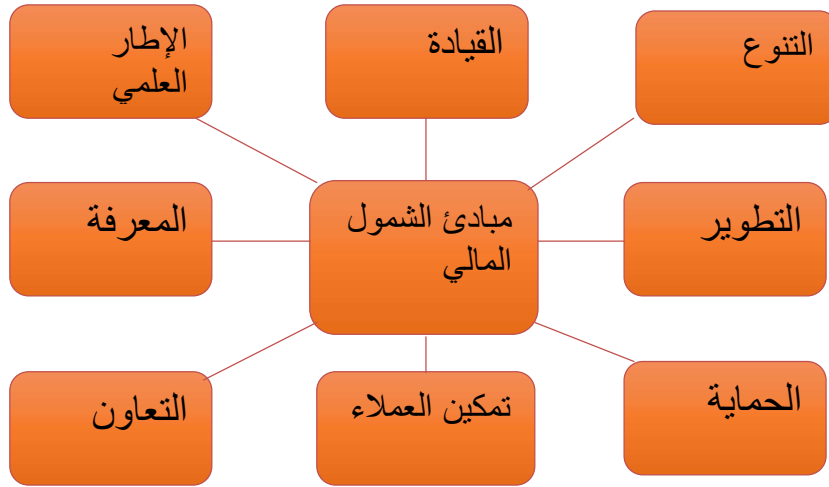 التنوع
القيادة
الإطار
العلمي
التطوير
مبادئ الشمول
المالي
المعرفة
الحماية
تمكين العملاء
التعاون